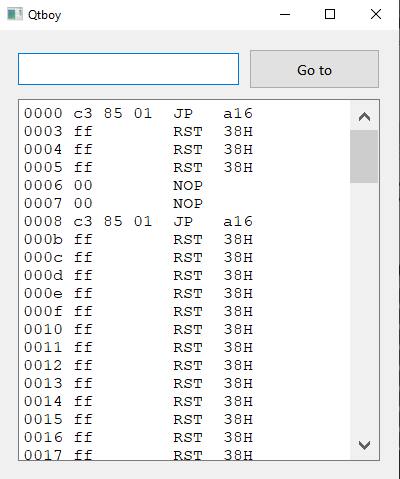 Qtboy
Go to
0000 c3 85 01  JP   a16
0003 ff        RST  38H
0004 ff        RST  38H
0005 ff        RST  38H
0006 00        NOP
0007 00        NOP
0008 c3 85 01  JP   a16
000b ff        RST  38H
000c ff        RST  38H
000d ff        RST  38H
000e ff        RST  38H
000f ff        RST  38H
0010 ff        RST  38H
0011 ff        RST  38H
0012 ff        RST  38H
0013 ff        RST  38H
0014 ff        RST  38H
0015 ff        RST  38H
0016 ff        RST  38H
0017 ff        RST  38H